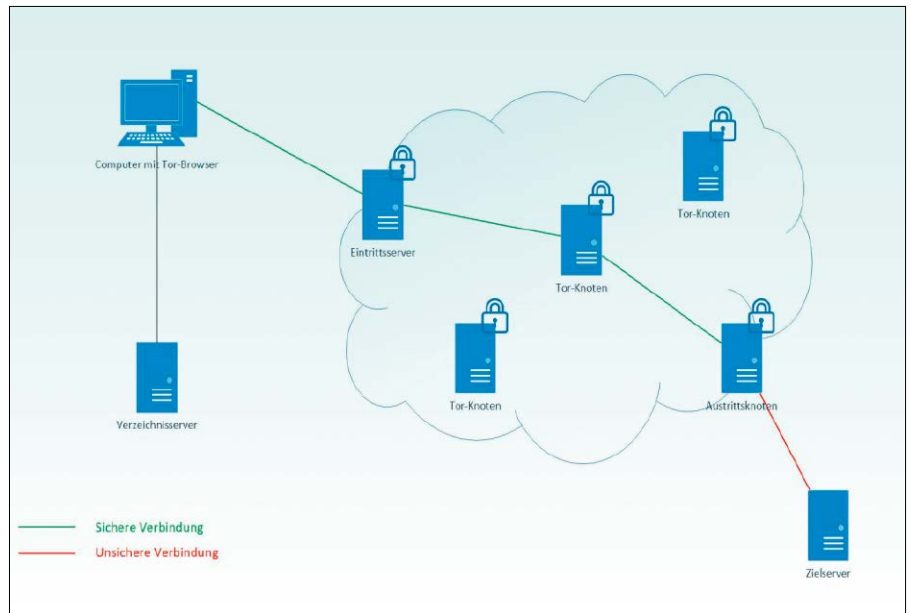 Computer mit Tor-Browser
Tor-Knoten
Eintrittsserver
Tor-Knoten
Tor-Knoten
Austrittsknoten
Verzeichnisserver
Sichere Verbindung
Unsichere Verbindung
Zielserver